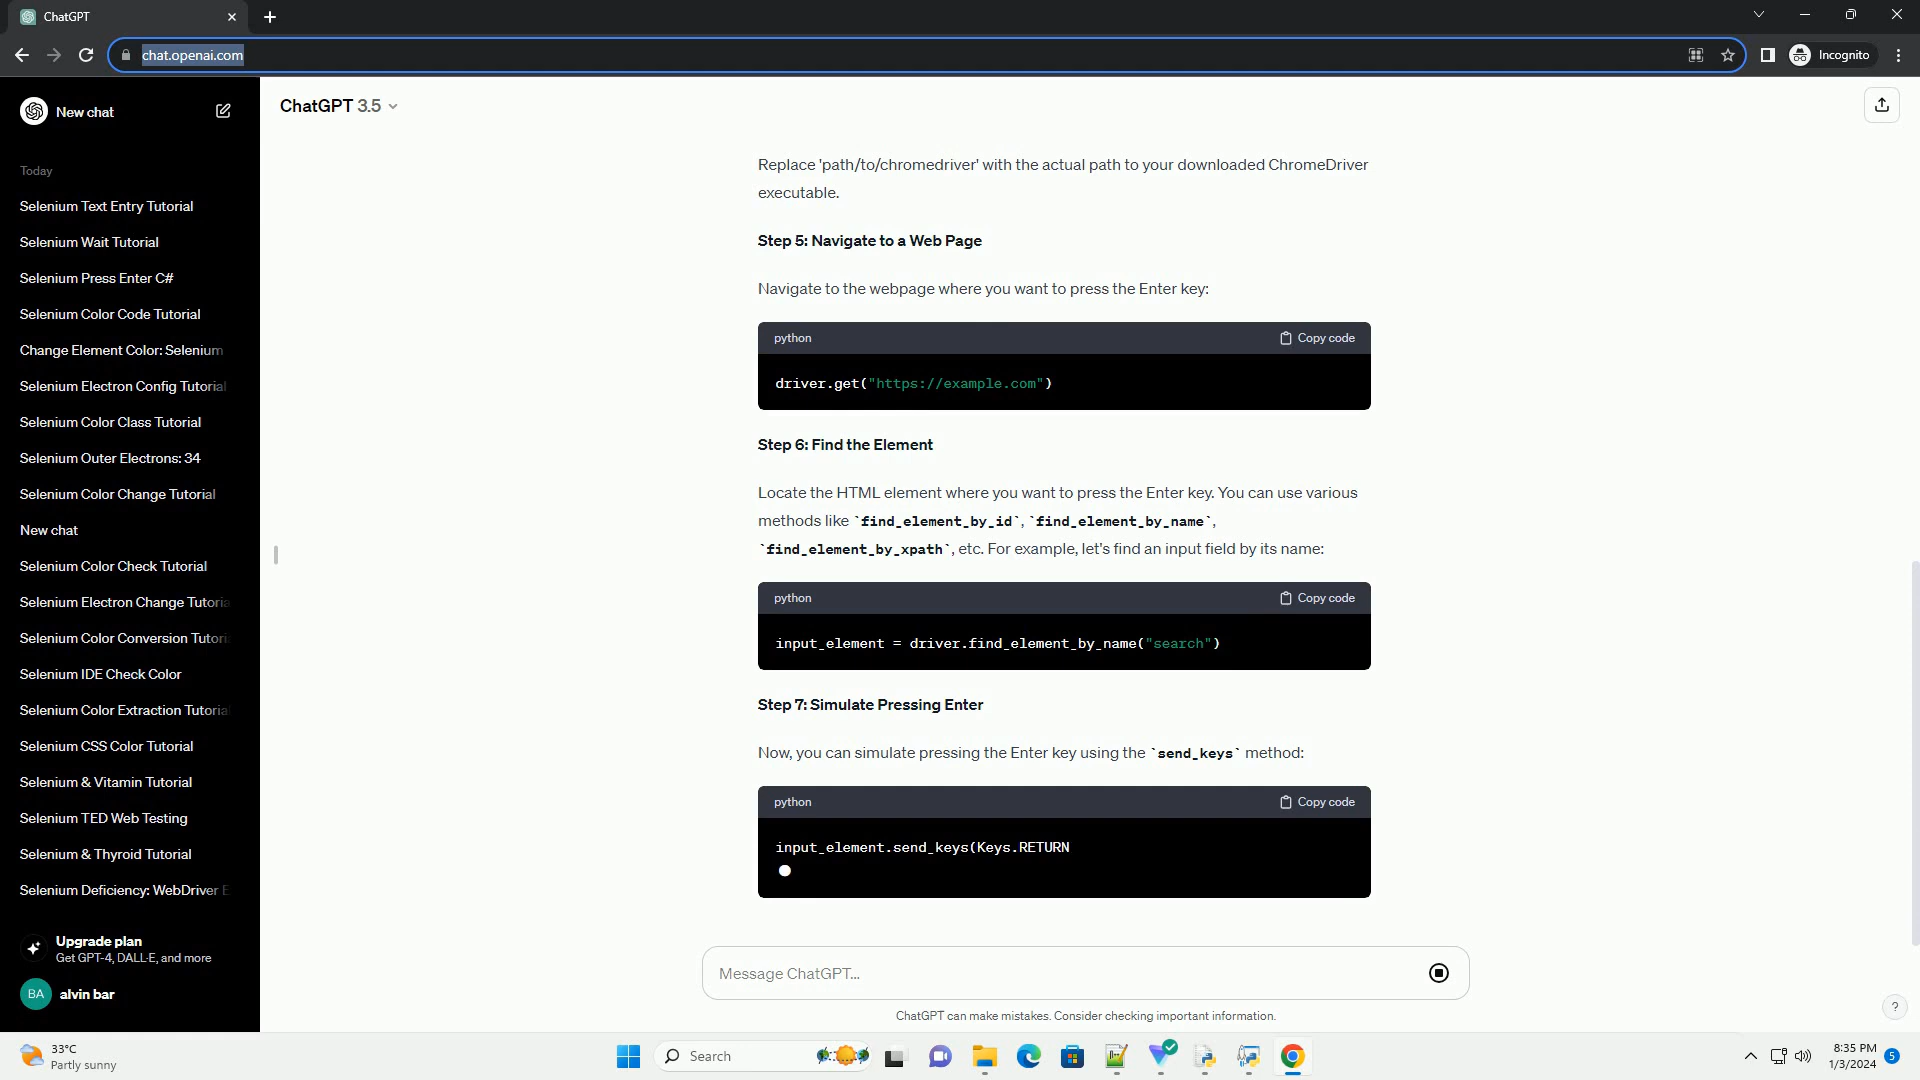 ChatGPT
chat.openai.com
Incognito
New chat
Today
Selenium Text Entry Tutorial
Selenium Wait Tutorial
Selenium Press Enter C#
Selenium Color Code Tutorial
Change Element Color: Selenium
Selenium Electron Config Tutorial
Selenium Color Class Tutorial
Selenium Outer Electrons: 34
Selenium Color Change Tutorial
New chat
Selenium Color Check Tutorial
Selenium Electron Change Tutoria
Selenium Color Conversion Tutori
Selenium IDE Check Color
Selenium Color Extraction Tutoria
Selenium CSS Color Tutorial
Selenium & Vitamin Tutorial
Selenium TED Web Testing
Selenium & Thyroid Tutorial
Selenium Deficiency: WebDriver E
Upgrade plan
Get GPT-4, DALL·E, and more
BA alvin bar
ChatGPT 3.5
Replace 'path/to/chromedriver' with the actual path to your downloaded ChromeDriver
executable.
Step 5: Navigate to a Web Page
Navigate to the webpage where you want to press the Enter key:
python Copy code
driver.get("https://example.com")
Step 6: Find the Element
Locate the HTML element where you want to press the Enter key. You can use various
methods like `find_element_by_id`, `find_element_by_name`,
`find_element_by_xpath`, etc. For example, let's find an input field by its name:
python Copy code
input_element = driver.find_element_by_name("search")
Step 7: Simulate Pressing Enter
Now, you can simulate pressing the Enter key using the `send_keys` method:
python Copy code
input_element.send_keys(Keys.RETURN
Message ChatGPT...
ChatGPT can make mistakes. Consider checking important information.
?
33°C
Partly sunny
Search
8:35 PM
1/3/2024
5